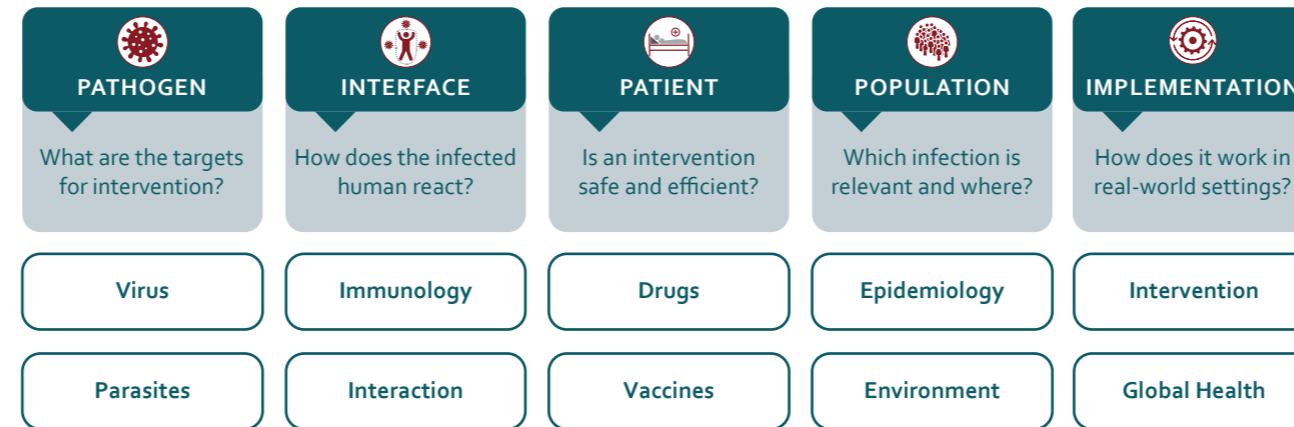 PATHOGEN
What are the targets
for intervention?
Virus
Parasites
INTERFACE
How does the infected
human react?
Immunology
Interaction
PATIENT
Is an intervention
safe and efficient?
Drugs
Vaccines
POPULATION
Which infection is
relevant and where?
Epidemiology
Environment
IMPLEMENTATION
How does it work in
real-world settings?
Intervention
Global Health